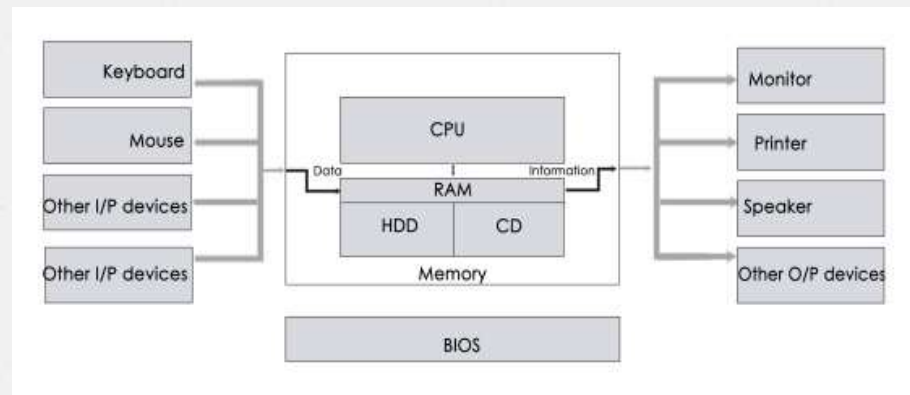 Keyboard
Mouse
Other I/P devices
Other I/P devices
CPU
Data
Information
RAM
HDD
CD
Memory
BIOS
Monitor
Printer
Speaker
Other O/P devices